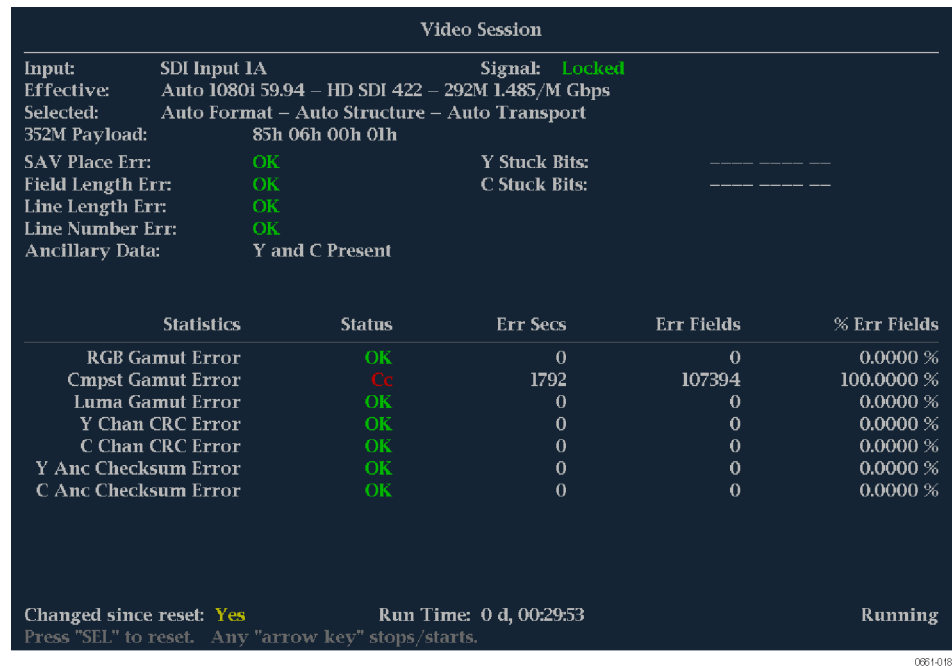 Video Session
Input: SDI Input 1A Signal: Locked
Effective: Auto 1080i 59.94 – HD SDI 422 – 292M 1.485/M Gbps
Selected: Auto Format – Auto Structure – Auto Transport
352M Payload: 85h 06h 00h 01h
SAV Place Err: OK Y Stuck Bits: ---- ---- --
Field Length Err: OK C Stuck Bits: ---- ---- --
Line Length Err: OK
Line Number Err: OK
Ancillary Data: Y and C Present
Statistics Status Err Secs Err Fields % Err Fields
RGB Gamut Error OK 0 0 0.0000 %
Cmpst Gamut Error Cc 1792 107394 100.0000 %
Luma Gamut Error OK 0 0 0.0000 %
Y Chan CRC Error OK 0 0 0.0000 %
C Chan CRC Error OK 0 0 0.0000 %
Y Anc Checksum Error OK 0 0 0.0000 %
C Anc Checksum Error OK 0 0 0.0000 %
Changed since reset: Yes Run Time: 0 d, 00:29:53 Running
Press "SEL" to reset. Any "arrow key" stops/starts.
0661-018